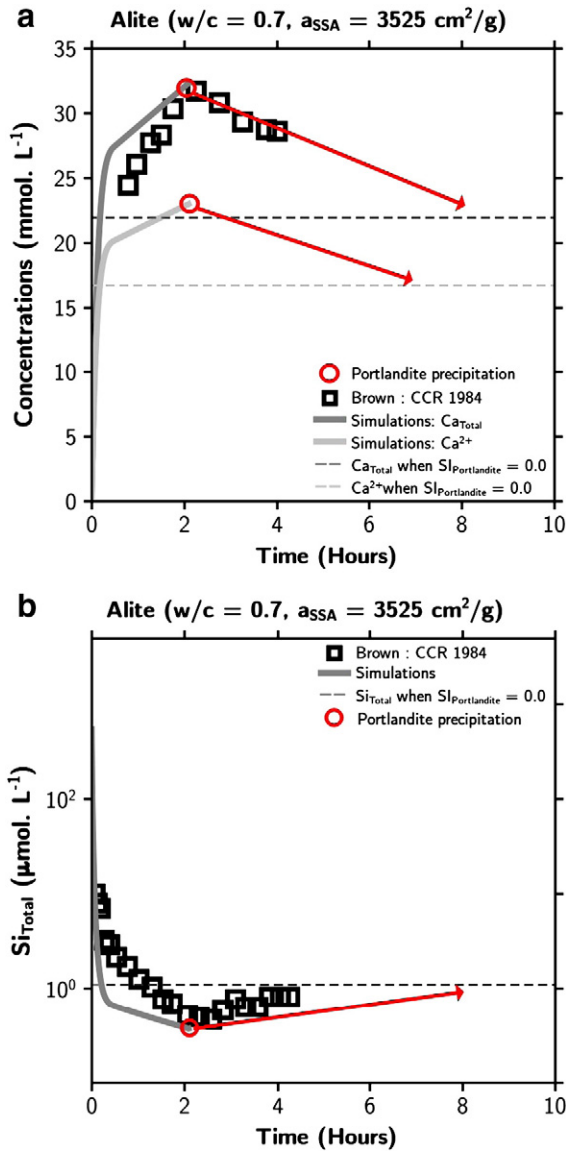 a
Alite (w/c = 0.7, aSSA = 3525 cm²/g)
35
30
25
20
15
10
5
0
Concentrations (mmol. L⁻¹)
Portlandite precipitation
Brown : CCR 1984
Simulations: CaTotal
Simulations: Ca²⁺
CaTotal when SIPortlandite = 0.0
Ca²⁺when SIPortlandite = 0.0
0 2 4 6 8 10
Time (Hours)
b
Alite (w/c = 0.7, aSSA = 3525 cm²/g)
Brown : CCR 1984
Simulations
SiTotal when SIPortlandite = 0.0
Portlandite precipitation
10²
10⁰
SiTotal (μmol. L⁻¹)
0 2 4 6 8 10
Time (Hours)